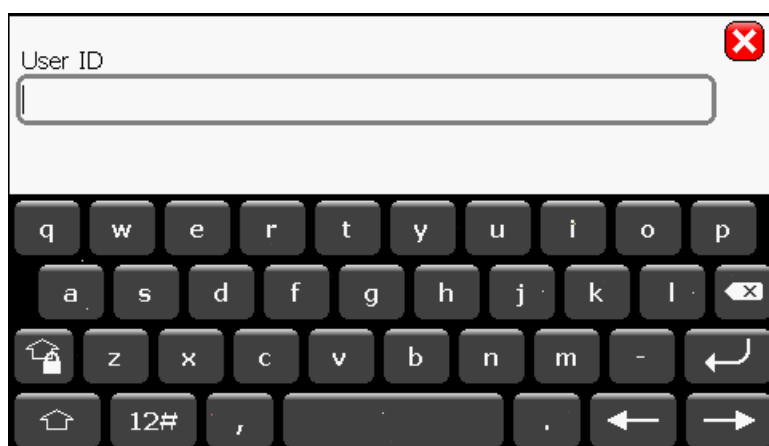 User ID
q w e r t y u i o p
a s d f g h j k l
z x c v b n m -
12# , .